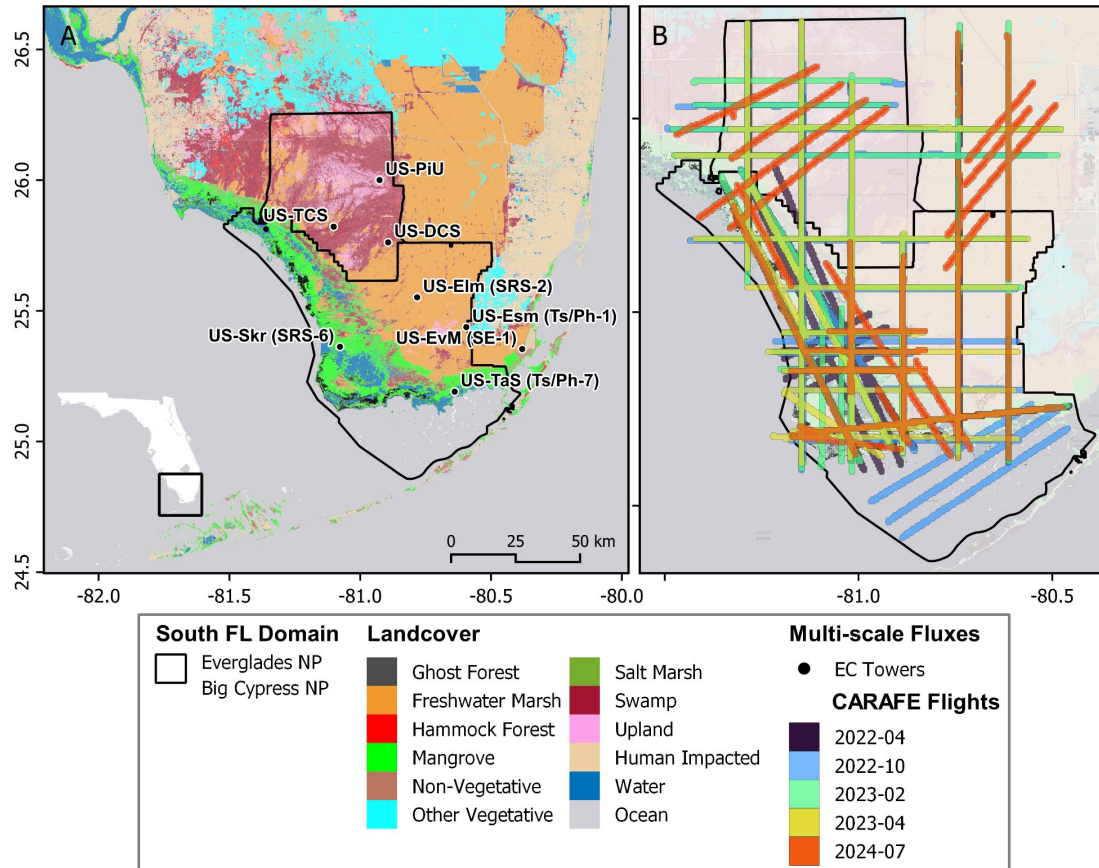 A
B
26.5
26.0
25.5
25.0
24.5
US-PiU
US-TCS
US-DCS
US-Elm (SRS-2)
US-Esm (Ts/Ph-1)
US-EvM (SE-1)
US-Skr (SRS-6)
US-TaS (Ts/Ph-7)
0 25 50 km
-82.0 -81.5 -81.0 -80.5 -80.0
-81.0 -80.5
South FL Domain
Everglades NP
Big Cypress NP
Landcover
Ghost Forest
Freshwater Marsh
Hammock Forest
Mangrove
Non-Vegetative
Other Vegetative
Salt Marsh
Swamp
Upland
Human Impacted
Water
Ocean
Multi-scale Fluxes
EC Towers
CARAFE Flights
2022-04
2022-10
2023-02
2023-04
2024-07